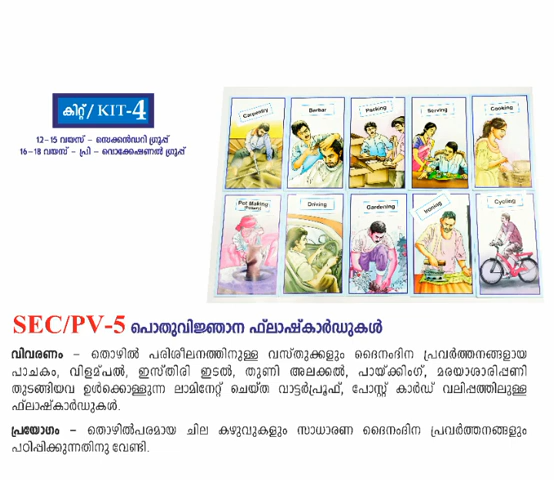 കിറ്റ്/ KIT-4
12-15 വയസ് – സെക്കൻഡറി ഗ്രൂപ്പ്
16-18 വയസ് – പ്രീ – വൊക്കേഷണൽ ഗ്രൂപ്പ്
Carpentry
Barbar
Packing
Serving
Cooking
Pot Making
(Pottery)
Driving
Gardening
Ironing
Cycling
SEC/PV-5 പൊതുവിജ്ഞാന ഫ്ലാഷ്കാർഡുകൾ
വിവരണം – തൊഴിൽ പരിശീലനത്തിനുള്ള വസ്തുക്കളും ദൈനംദിന പ്രവർത്തനങ്ങളായ
പാചകം, വിളമ്പൽ, ഇസ്തിരി ഇടൽ, തുണി അലക്കൽ, പായ്ക്കിംഗ്, മരയാശാരിപ്പണി
തുടങ്ങിയവ ഉൾക്കൊള്ളുന്ന ലാമിനേറ്റ് ചെയ്ത വാട്ടർപ്രൂഫ്, പോസ്റ്റ് കാർഡ് വലിപ്പത്തിലുള്ള
ഫ്ലാഷ്കാർഡുകൾ.
പ്രയോഗം – തൊഴിൽപരമായ ചില കഴുവുകളും സാധാരണ ദൈനംദിന പ്രവർത്തനങ്ങളും
പഠിപ്പിക്കുന്നതിനു വേണ്ടി.